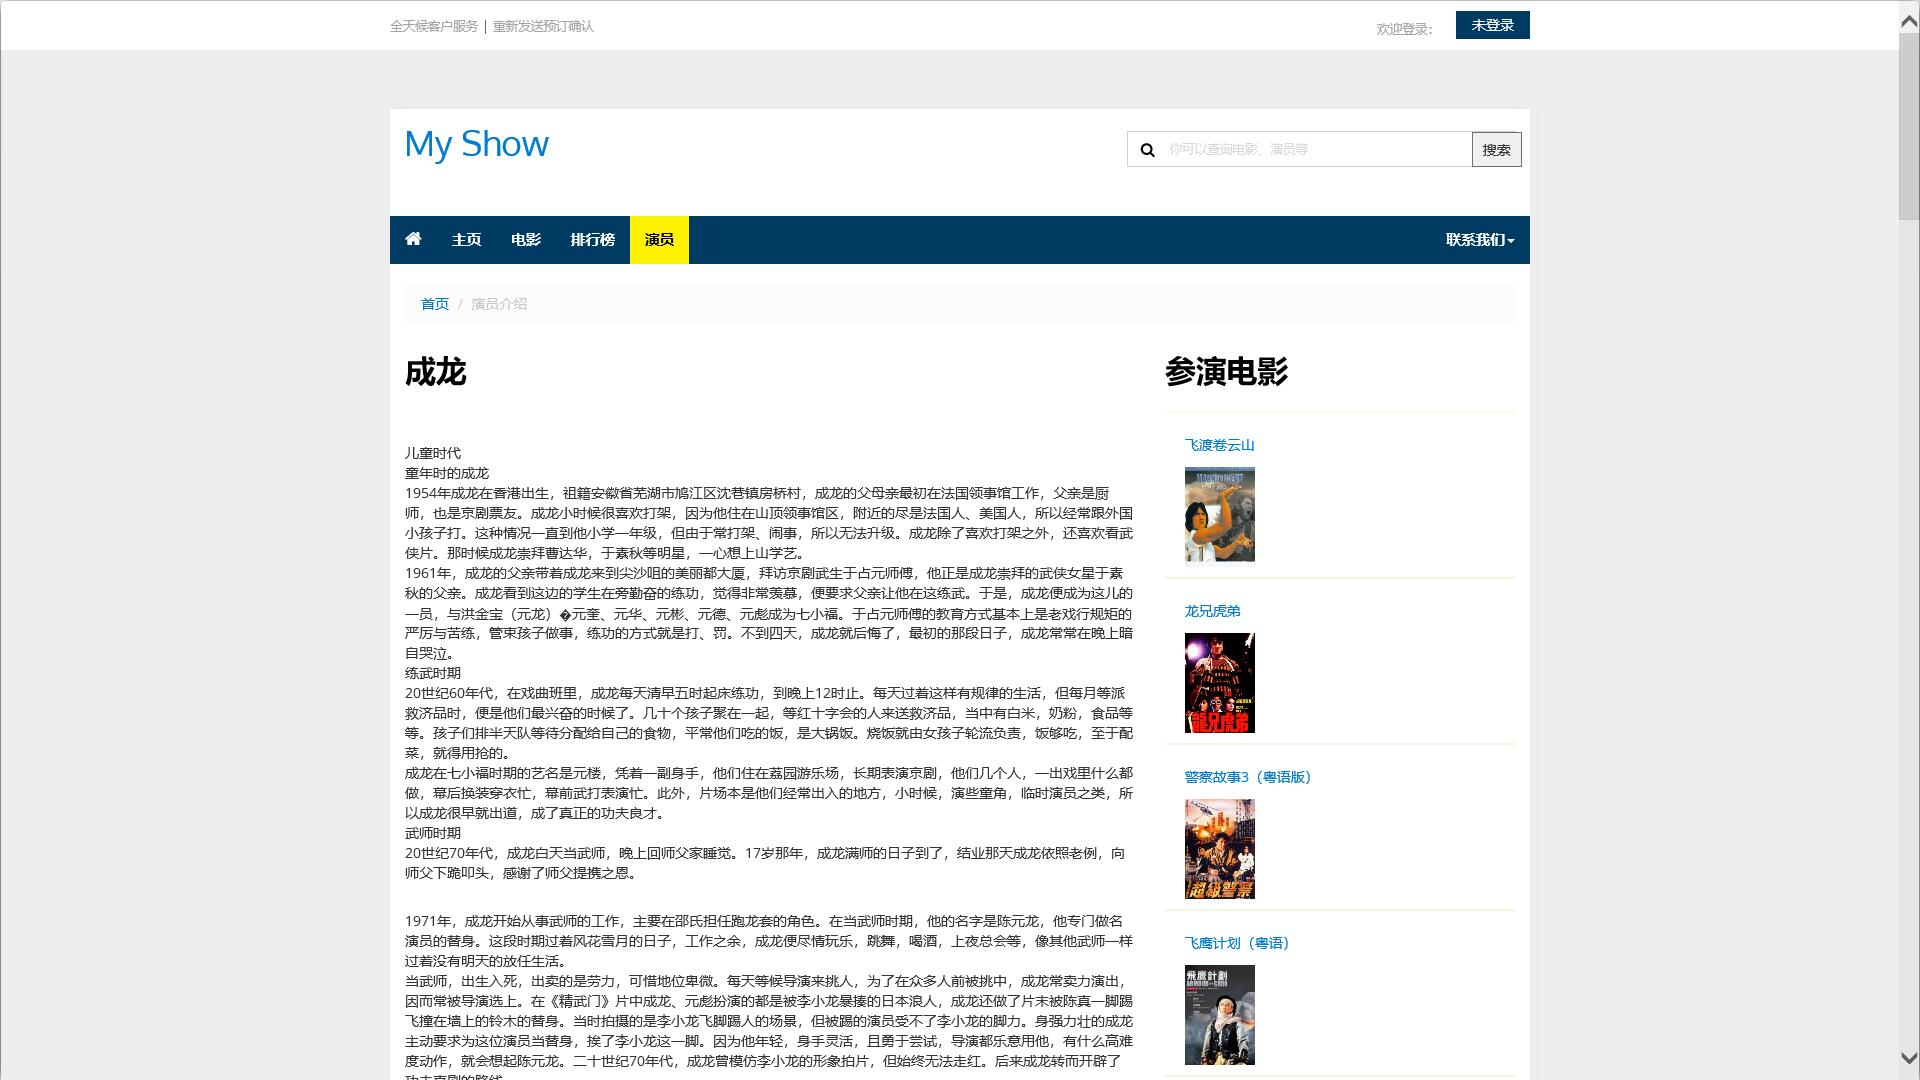 全天候客户服务 | 重新发送预订确认
欢迎登录:
未登录
My Show
你可以查询电影、演员等
搜索
主页
电影
排行榜
演员
联系我们
首页 / 演员介绍
成龙
儿童时代
童年时的成龙
1954年成龙在香港出生，祖籍安徽省芜湖市鸠江区沈巷镇房桥村，成龙的父母亲最初在法国领事馆工作，父亲是厨
师，也是京剧票友。成龙小时候很喜欢打架，因为他住在山顶领事馆区，附近的尽是法国人、美国人，所以经常跟外国
小孩子打。这种情况一直到他小学一年级，但由于常打架、闹事，所以无法升级。成龙除了喜欢打架之外，还喜欢看武
侠片。那时候成龙崇拜曹达华，于素秋等明星，一心想上山学艺。
1961年，成龙的父亲带着成龙来到尖沙咀的美丽都大厦，拜访京剧武生于占元师傅，他正是成龙崇拜的武侠女星于素
秋的父亲。成龙看到这边的学生在旁勤奋的练功，觉得非常羡慕，便要求父亲让他在这练武。于是，成龙便成为这儿的
一员，与洪金宝（元龙）�元奎、元华、元彬、元德、元彪成为七小福。于占元师傅的教育方式基本上是老戏行规矩的
严厉与苦练，管束孩子做事，练功的方式就是打、罚。不到四天，成龙就后悔了，最初的那段日子，成龙常常在晚上暗
自哭泣。
练武时期
20世纪60年代，在戏曲班里，成龙每天清早五时起床练功，到晚上12时止。每天过着这样有规律的生活，但每月等派
救济品时，便是他们最兴奋的时候了。几十个孩子聚在一起，等红十字会的人来送救济品，当中有白米，奶粉，食品等
等。孩子们排半天队等待分配给自己的食物，平常他们吃的饭，是大锅饭。烧饭就由女孩子轮流负责，饭够吃，至于配
菜，就得用抢的。
成龙在七小福时期的艺名是元楼，凭着一副身手，他们住在荔园游乐场，长期表演京剧，他们几个人，一出戏里什么都
做，幕后换装穿衣忙，幕前武打表演忙。此外，片场本是他们经常出入的地方，小时候，演些童角，临时演员之类，所
以成龙很早就出道，成了真正的功夫良才。
武师时期
20世纪70年代，成龙白天当武师，晚上回师父家睡觉。17岁那年，成龙满师的日子到了，结业那天成龙依照老例，向
师父下跪叩头，感谢了师父提携之恩。
1971年，成龙开始从事武师的工作，主要在邵氏担任跑龙套的角色。在当武师时期，他的名字是陈元龙，他专门做名
演员的替身。这段时期过着风花雪月的日子，工作之余，成龙便尽情玩乐，跳舞，喝酒，上夜总会等，像其他武师一样
过着没有明天的放任生活。
当武师，出生入死，出卖的是劳力，可惜地位卑微。每天等候导演来挑人，为了在众多人前被挑中，成龙常卖力演出，
因而常被导演选上。在《精武门》片中成龙、元彪扮演的都是被李小龙暴揍的日本浪人，成龙还做了片末被陈真一脚踢
飞撞在墙上的铃木的替身。当时拍摄的是李小龙飞脚踢人的场景，但被踢的演员受不了李小龙的脚力。身强力壮的成龙
主动要求为这位演员当替身，挨了李小龙这一脚。因为他年轻，身手灵活，且勇于尝试，导演都乐意用他，有什么高难
度动作，就会想起陈元龙。二十世纪70年代，成龙曾模仿李小龙的形象拍片，但始终无法走红。后来成龙转而开辟了
功夫喜剧的路线
参演电影
飞渡卷云山
MAGNIFICENT
龙兄虎弟
龍兄虎弟
警察故事3（粤语版）
超級警察
飞鹰计划（粤语）
飛鷹計劃
ARMOUR OF GOD II